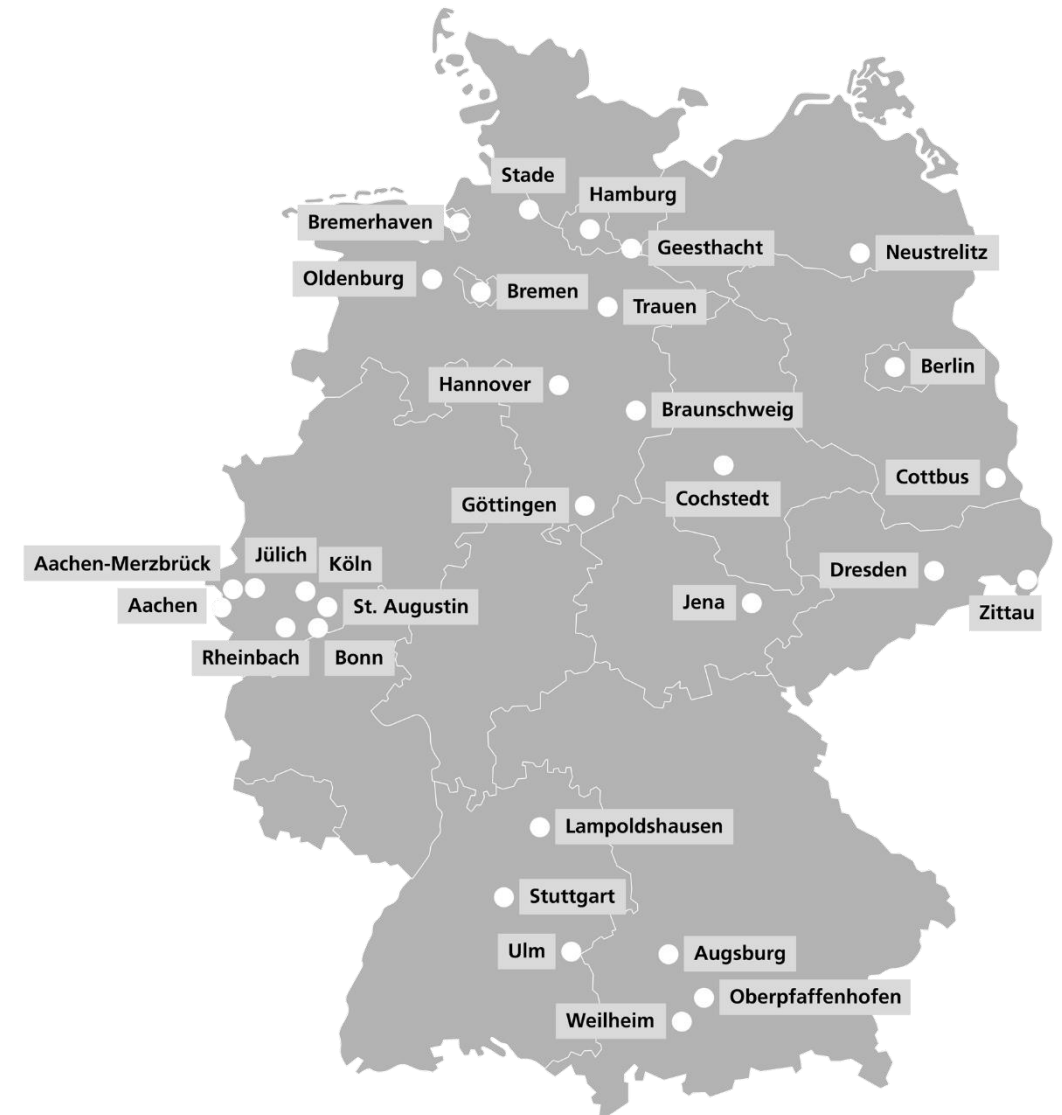 Stade
Hamburg
Bremerhaven
Geesthacht
Neustrelitz
Oldenburg
Bremen
Trauen
Berlin
Hannover
Braunschweig
Cottbus
Cochstedt
Göttingen
Jülich
Köln
Aachen-Merzbrück
Dresden
Jena
Aachen
St. Augustin
Zittau
Rheinbach
Bonn
Lampoldshausen
Stuttgart
Ulm
Augsburg
Oberpfaffenhofen
Weilheim